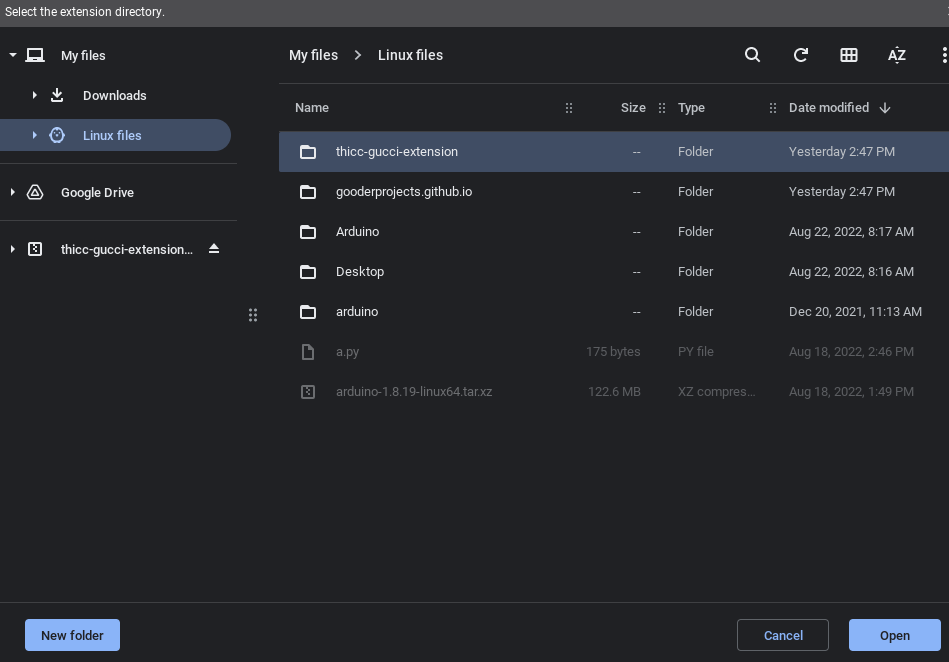 Select the extension directory.
My files
Downloads
Linux files
Google Drive
thicc-gucci-extension...
My files > Linux files
AZ
Name Size Type Date modified
thicc-gucci-extension -- Folder Yesterday 2:47 PM
gooderprojects.github.io -- Folder Yesterday 2:47 PM
Arduino -- Folder Aug 22, 2022, 8:17 AM
Desktop -- Folder Aug 22, 2022, 8:16 AM
arduino -- Folder Dec 20, 2021, 11:13 AM
a.py 175 bytes PY file Aug 18, 2022, 2:46 PM
arduino-1.8.19-linux64.tar.xz 122.6 MB XZ compres... Aug 18, 2022, 1:49 PM
New folder Cancel Open